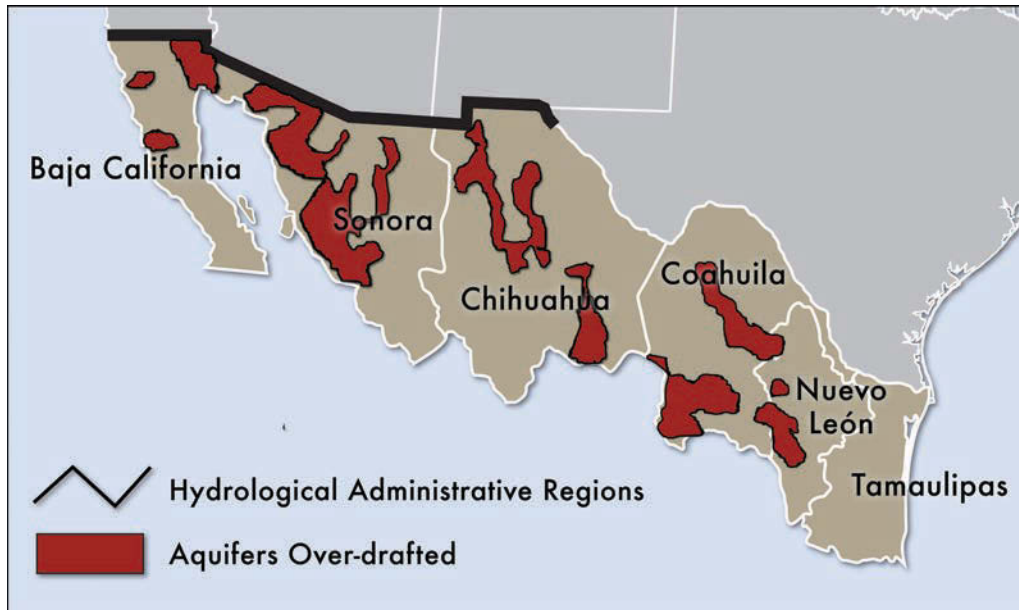 Baja California
Sonora
Chihuahua
Coahuila
Nuevo
León
Tamaulipas
Hydrological Administrative Regions
Aquifers Over-drafted